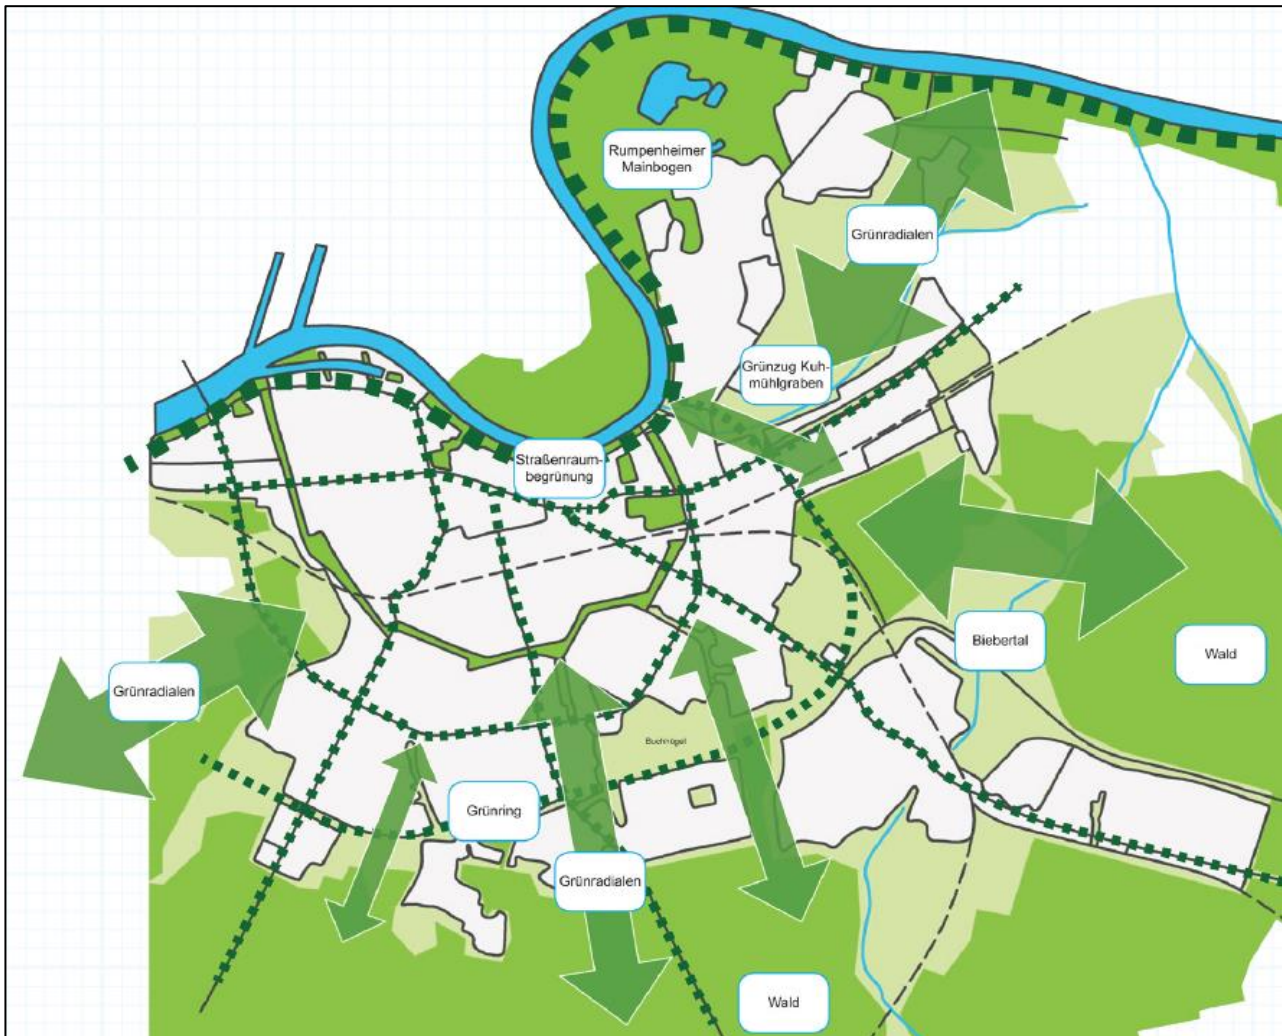 Rumpenheimer
Mainbogen
Grünradialen
Grünzug Kuh-
mühlgraben
Straßenraum-
begrünung
Biebertal
Wald
Grünradialen
Buchhügel
Grünring
Grünradialen
Wald